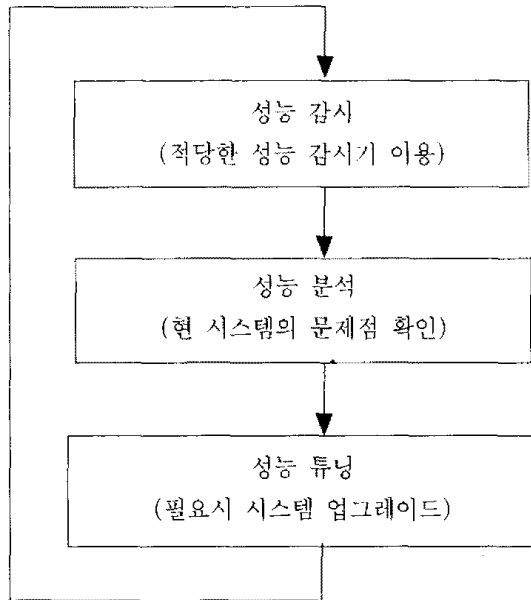 성능 감시
(적당한 성능 감시기 이용)
성능 분석
(현 시스템의 문제점 확인)
성능 튜닝
(필요시 시스템 업그레이드)